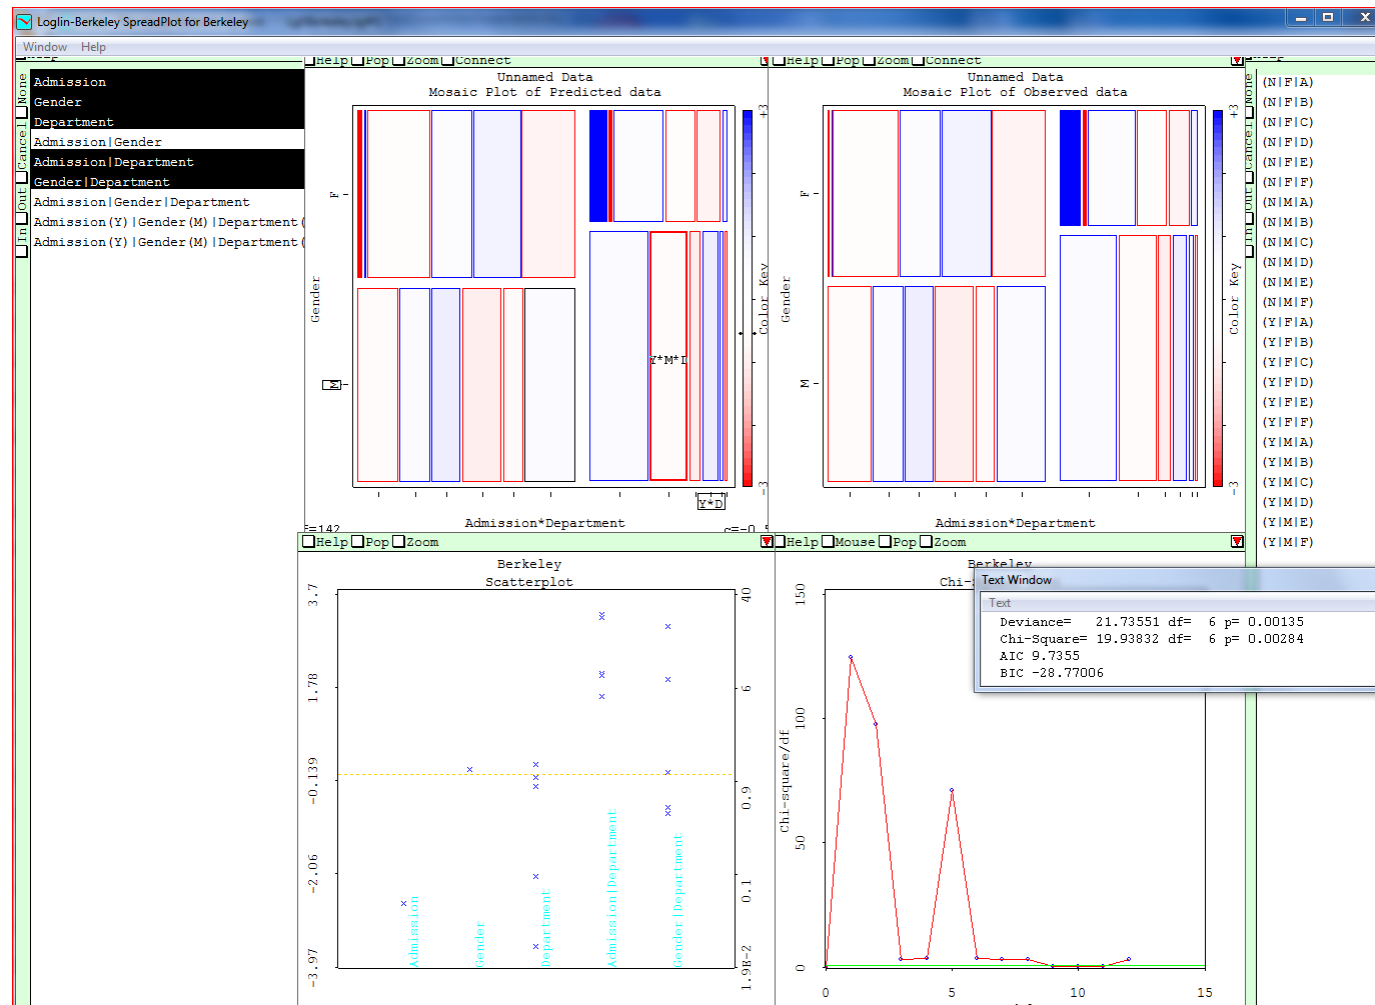 Loglin-Berkeley SpreadPlot for Berkeley
Window Help
None
Cancel
Out
In
Admission
Gender
Department
Admission|Gender
Admission|Department
Gender|Department
Admission|Gender|Department
Admission(Y)|Gender(M)|Department(
Admission(Y)|Gender(M)|Department(
Help Pop Zoom Connect
Unnamed Data
Mosaic Plot of Predicted data
F
M
Gender
Y*M*
Y*D
Admission*Department
=142
+3
Color Key
-3
Help Pop Zoom Connect
Unnamed Data
Mosaic Plot of Observed data
F
M
Gender
Admission*Department
+3
Color Key
-3
None
Cancel
Out
In
(N|F|A)
(N|F|B)
(N|F|C)
(N|F|D)
(N|F|E)
(N|F|F)
(N|M|A)
(N|M|B)
(N|M|C)
(N|M|D)
(N|M|E)
(N|M|F)
(Y|F|A)
(Y|F|B)
(Y|F|C)
(Y|F|D)
(Y|F|E)
(Y|F|F)
(Y|M|A)
(Y|M|B)
(Y|M|C)
(Y|M|D)
(Y|M|E)
(Y|M|F)
Help Pop Zoom
Berkeley
Scatterplot
3.7
1.78
-0.139
-2.06
-3.97
40
6
0.9
0.1
1.9E-2
Admission
Gender
Department
Admission|Department
Gender|Department
Help Mouse Pop Zoom
Berkeley
Chi-
150
100
50
0
Chi-square/df
0 5 10 15
Text Window
Text
Deviance= 21.73551 df= 6 p= 0.00135
Chi-Square= 19.93832 df= 6 p= 0.00284
AIC 9.7355
BIC -28.77006